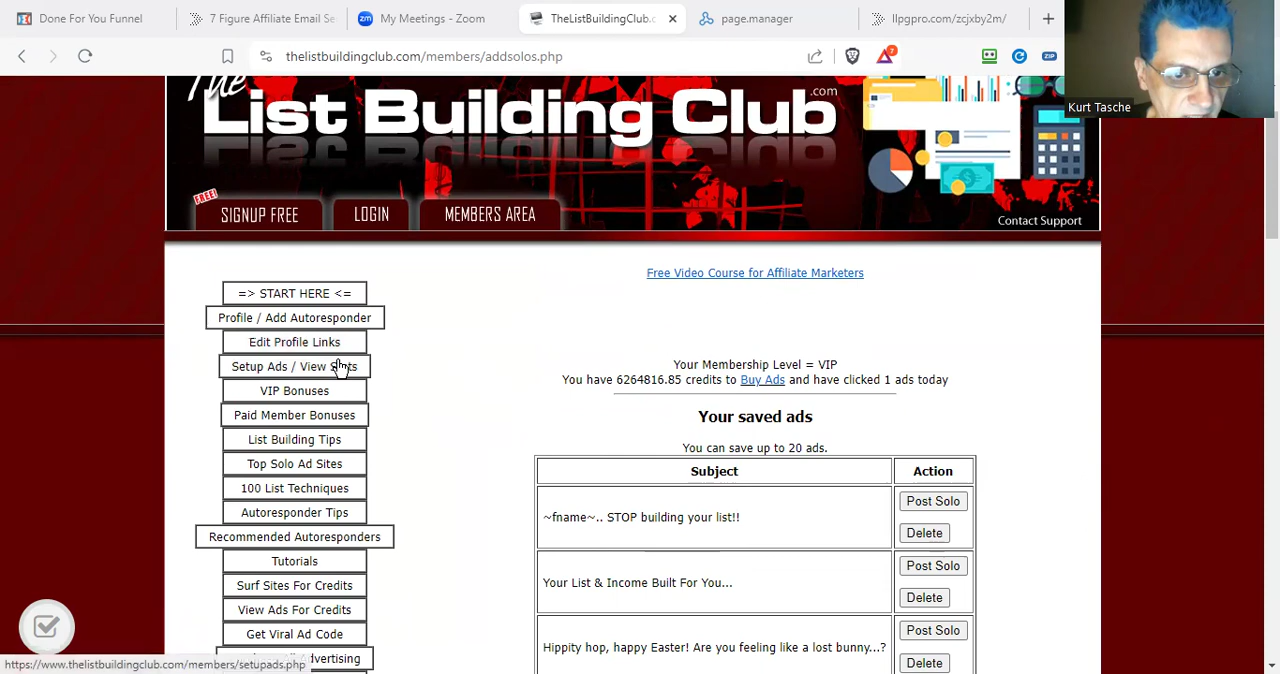 Done For You Funnel
7 Figure Affiliate Email Se
My Meetings - Zoom
TheListBuildingClub.c
page.manager
llpgpro.com/zcjxby2m/
thelistbuildingclub.com/members/addsolos.php
7
ZIP
Kurt Tasche
The
List Building Club
.com
FREE!
SIGNUP FREE
LOGIN
MEMBERS AREA
Contact Support
Free Video Course for Affiliate Marketers
=> START HERE <=
Profile / Add Autoresponder
Edit Profile Links
Setup Ads / View Stats
VIP Bonuses
Paid Member Bonuses
List Building Tips
Top Solo Ad Sites
100 List Techniques
Autoresponder Tips
Recommended Autoresponders
Tutorials
Surf Sites For Credits
View Ads For Credits
Get Viral Ad Code
Advertising
Your Membership Level = VIP
You have 6264816.85 credits to Buy Ads and have clicked 1 ads today
Your saved ads
You can save up to 20 ads.
Subject Action
~fname~.. STOP building your list!! Post Solo
Delete
Your List & Income Built For You... Post Solo
Delete
Hippity hop, happy Easter! Are you feeling like a lost bunny...? Post Solo
Delete
https://www.thelistbuildingclub.com/members/setupads.php